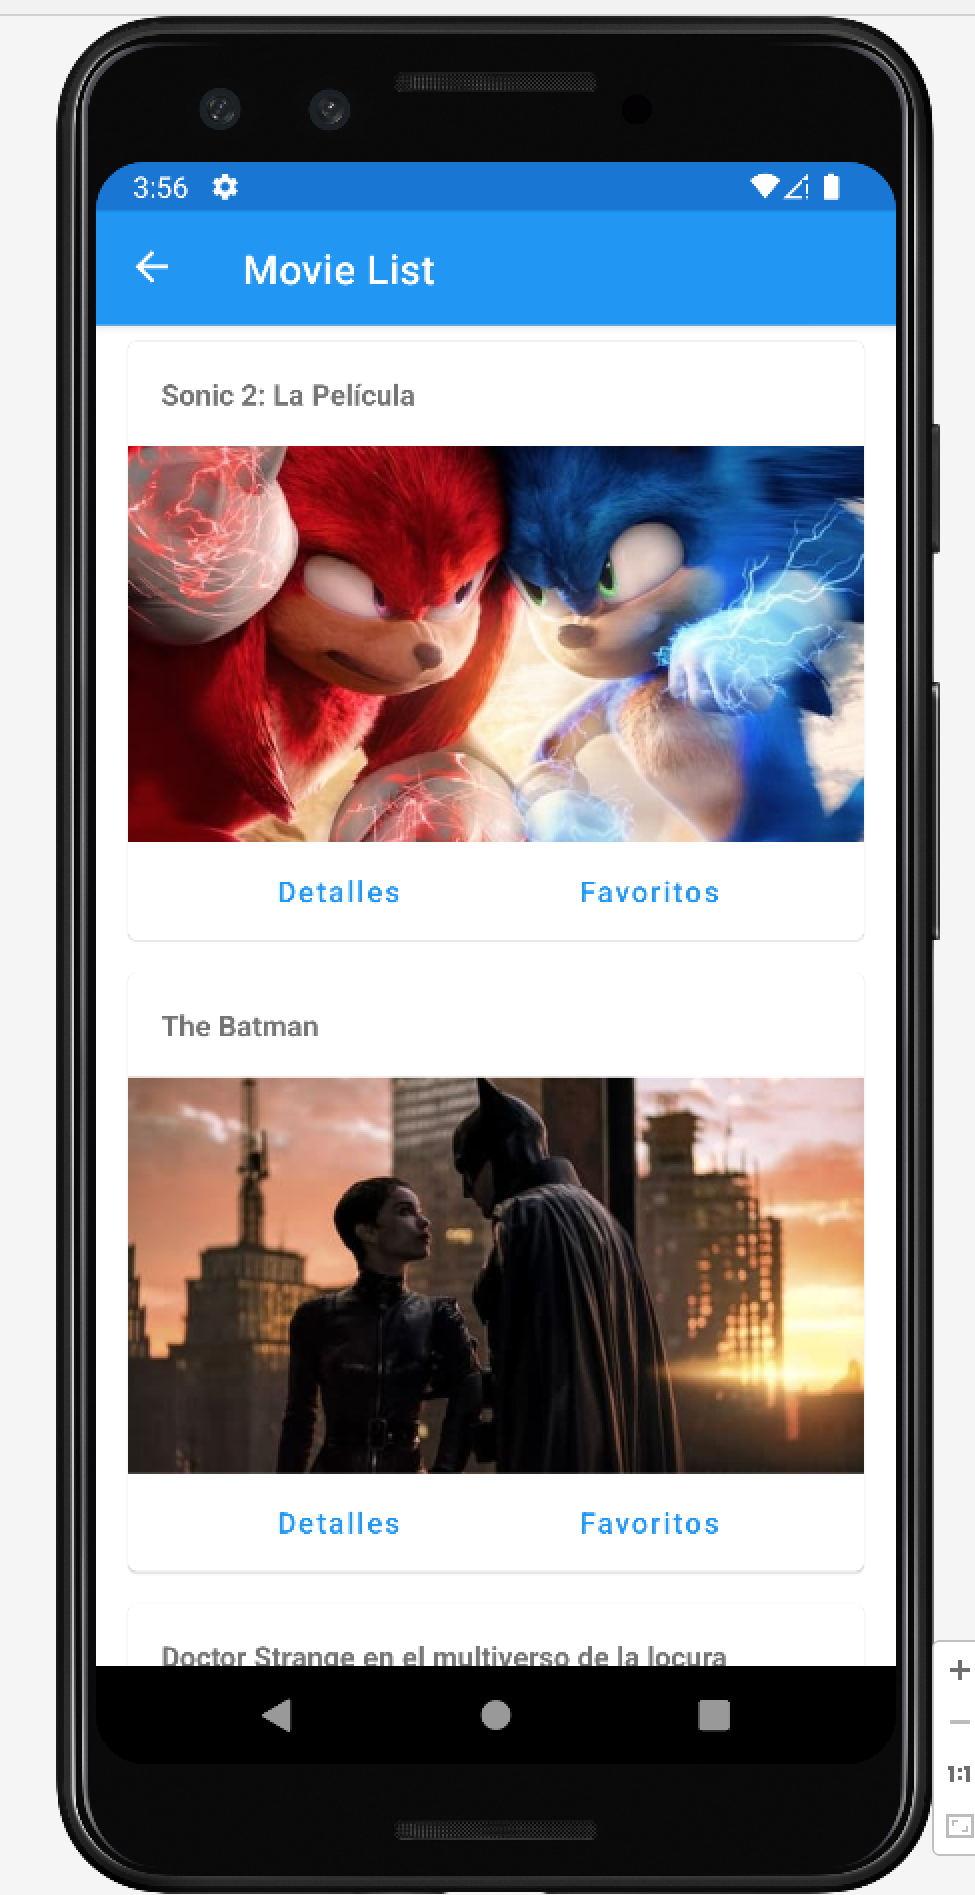 3:56
Movie List
Sonic 2: La Película
Detalles Favoritos
The Batman
Detalles Favoritos
Doctor Strange en el multiverso de la locura
1:1